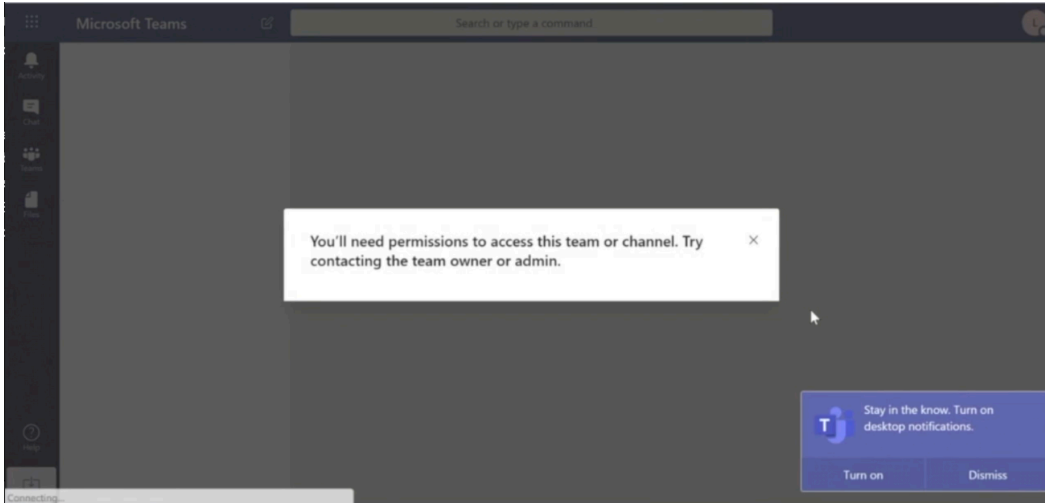 Microsoft Teams
Search or type a command
L
Activity
Chat
Teams
Files
You'll need permissions to access this team or channel. Try
contacting the team owner or admin.
T
Stay in the know. Turn on
desktop notifications.
Help
Turn on
Dismiss
Connecting...